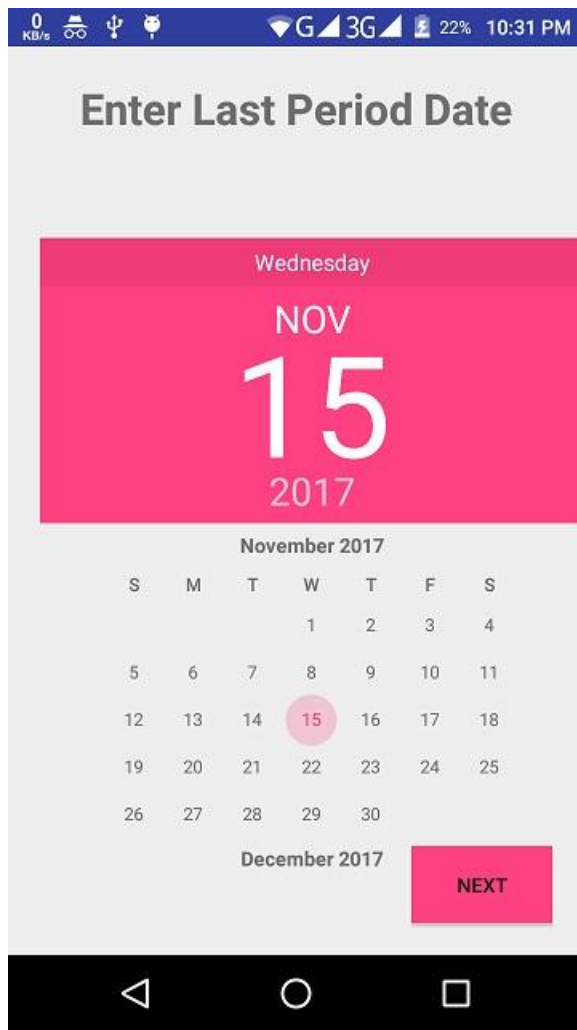 0 KB/s G 3G 22% 10:31 PM
Enter Last Period Date
Wednesday
NOV
15
2017
November 2017
S M T W T F S
1 2 3 4
5 6 7 8 9 10 11
12 13 14 15 16 17 18
19 20 21 22 23 24 25
26 27 28 29 30
December 2017
NEXT